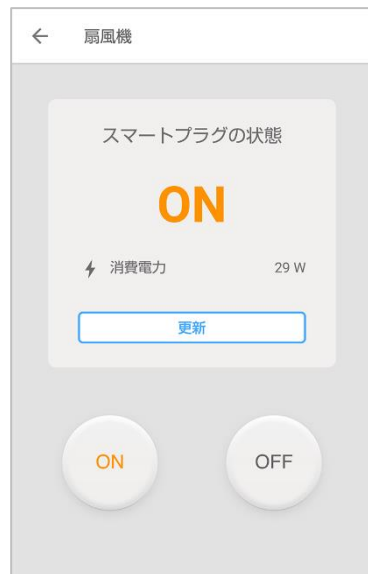 扇風機
スマートプラグの状態
ON
消費電力 29 W
更新
ON OFF